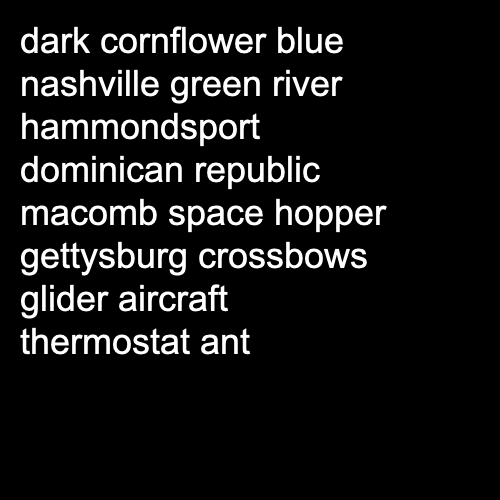 dark cornflower blue
nashville green river
hammondsport
dominican republic
macomb space hopper
gettysburg crossbows
glider aircraft
thermostat ant